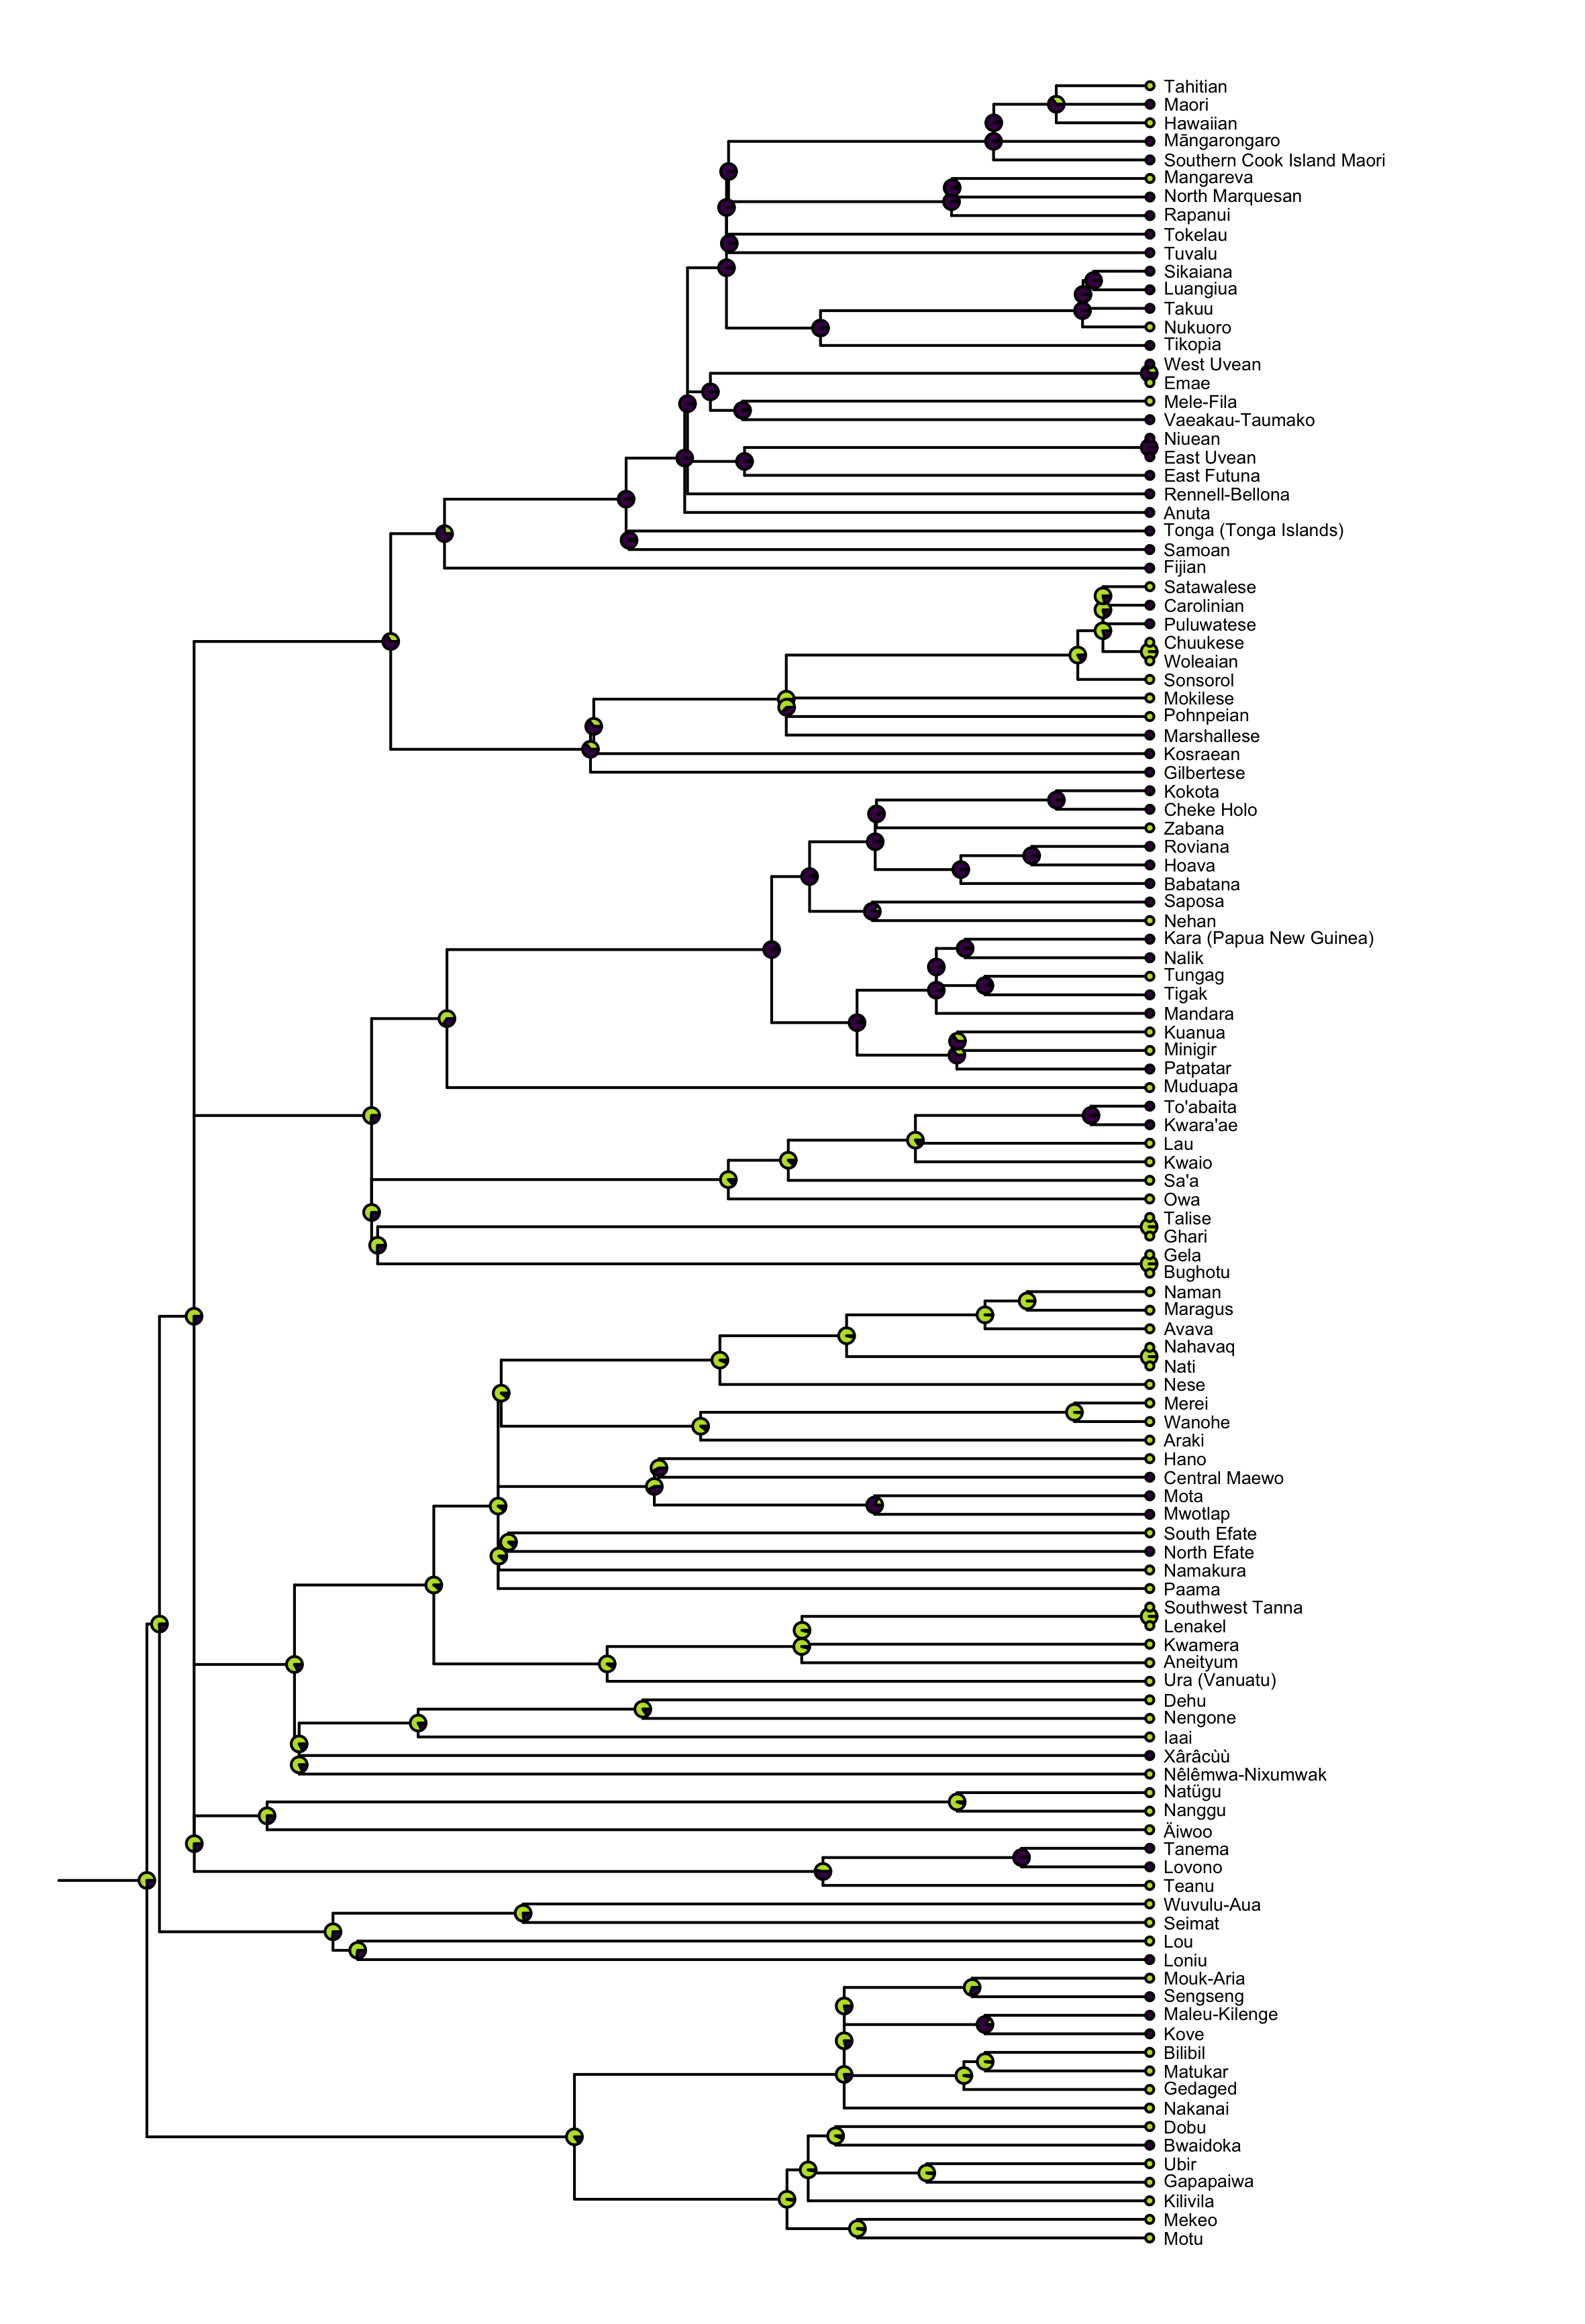 Tahitian
Maori
Hawaiian
Māngarongaro
Southern Cook Island Maori
Mangareva
North Marquesan
Rapanui
Tokelau
Tuvalu
Sikaiana
Luangiua
Takuu
Nukuoro
Tikopia
West Uvean
Emae
Mele-Fila
Vaeakau-Taumako
Niuean
East Uvean
East Futuna
Rennell-Bellona
Anuta
Tonga (Tonga Islands)
Samoan
Fijian
Satawalese
Carolinian
Puluwatese
Chuukese
Woleaian
Sonsorol
Mokilese
Pohnpeian
Marshallese
Kosraean
Gilbertese
Kokota
Cheke Holo
Zabana
Roviana
Hoava
Babatana
Saposa
Nehan
Kara (Papua New Guinea)
Nalik
Tungag
Tigak
Mandara
Kuanua
Minigir
Patpatar
Muduapa
To'abaita
Kwara'ae
Lau
Kwaio
Sa'a
Owa
Talise
Ghari
Gela
Bughotu
Naman
Maragus
Avava
Nahavaq
Nati
Nese
Merei
Wanohe
Araki
Hano
Central Maewo
Mota
Mwotlap
South Efate
North Efate
Namakura
Paama
Southwest Tanna
Lenakel
Kwamera
Aneityum
Ura (Vanuatu)
Dehu
Nengone
Iaai
Xârâcùù
Nêlêmwa-Nixumwak
Natügu
Nanggu
Äiwoo
Tanema
Lovono
Teanu
Wuvulu-Aua
Seimat
Lou
Loniu
Mouk-Aria
Sengseng
Maleu-Kilenge
Kove
Bilibil
Matukar
Gedaged
Nakanai
Dobu
Bwaidoka
Ubir
Gapapaiwa
Kilivila
Mekeo
Motu